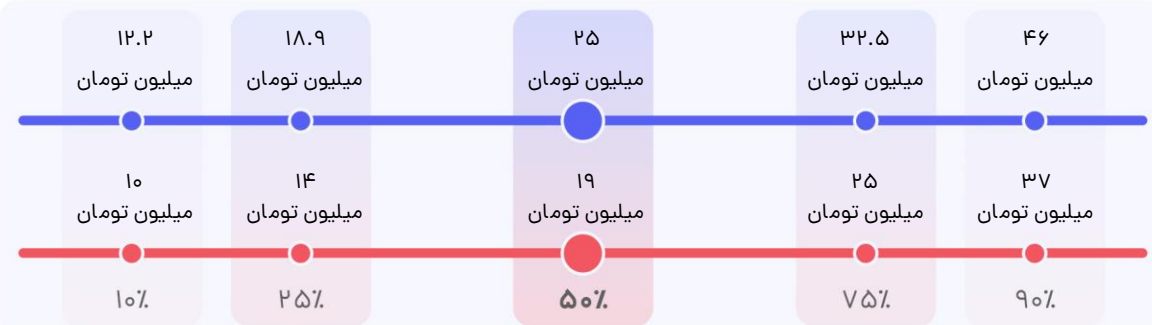 ۱۲.۲ ۱۸.۹ ۲۵ ۳۲.۵ ۴۶
میلیون تومان میلیون تومان میلیون تومان میلیون تومان میلیون تومان
۱۰ ۱۴ ۱۹ ۲۵ ۳۷
میلیون تومان میلیون تومان میلیون تومان میلیون تومان میلیون تومان
۱۰٪ ۲۵٪ ۵۰٪ ۷۵٪ ۹۰٪